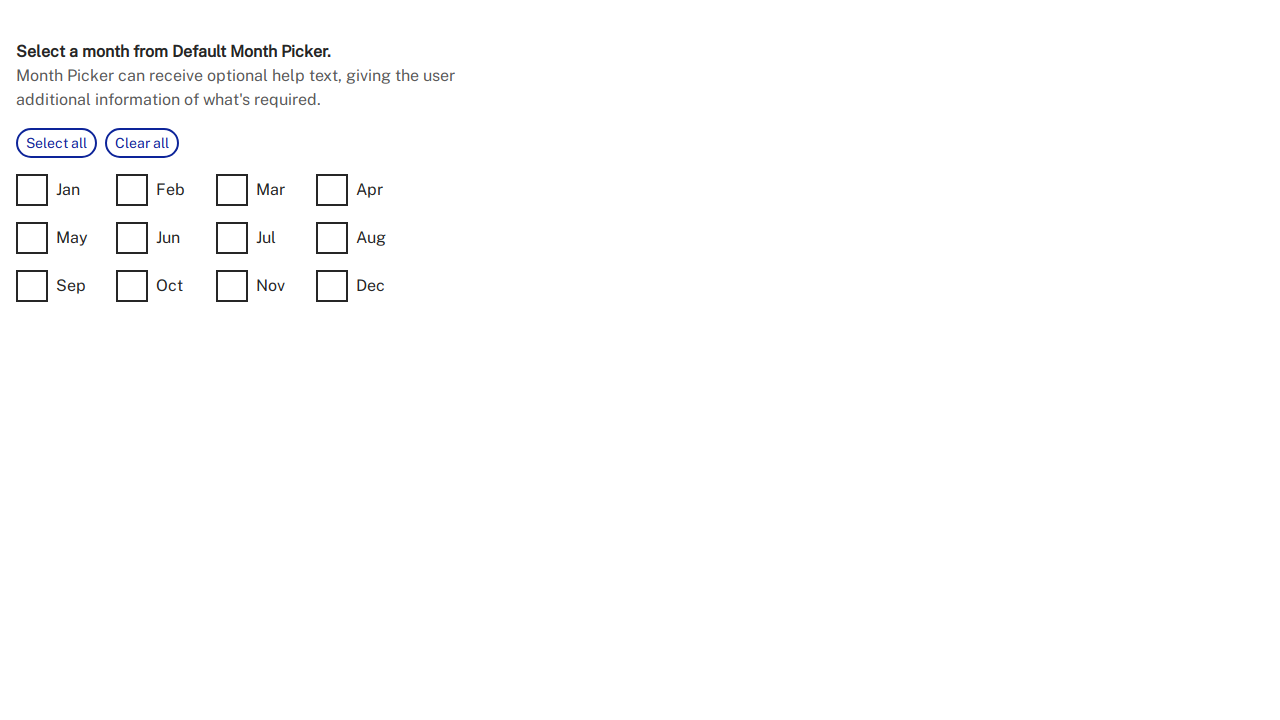 Select a month from Default Month Picker.
Month Picker can receive optional help text, giving the user
additional information of what's required.
Select all Clear all
Jan Feb Mar Apr
May Jun Jul Aug
Sep Oct Nov Dec